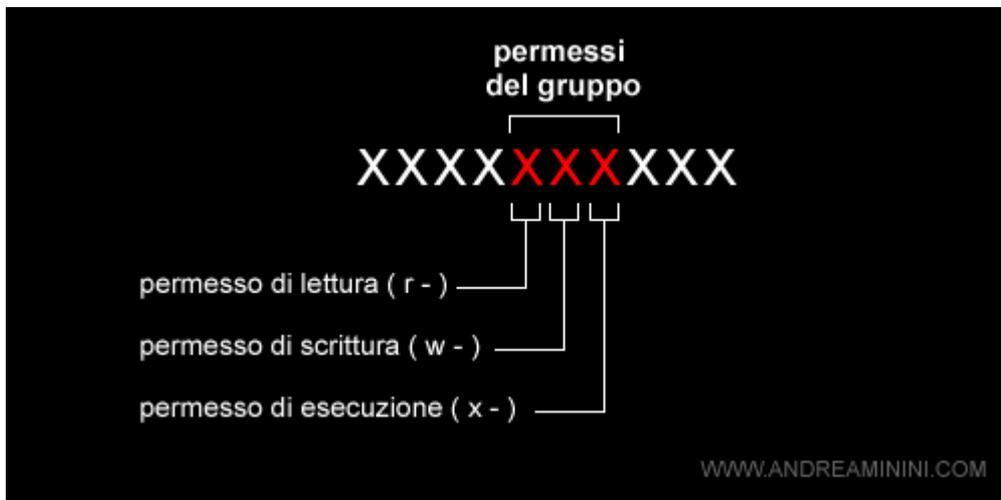 permessi
del gruppo
XXXXXXXXXX
permesso di lettura ( r - )
permesso di scrittura ( w - )
permesso di esecuzione ( x - )
WWW.ANDREAMININI.COM